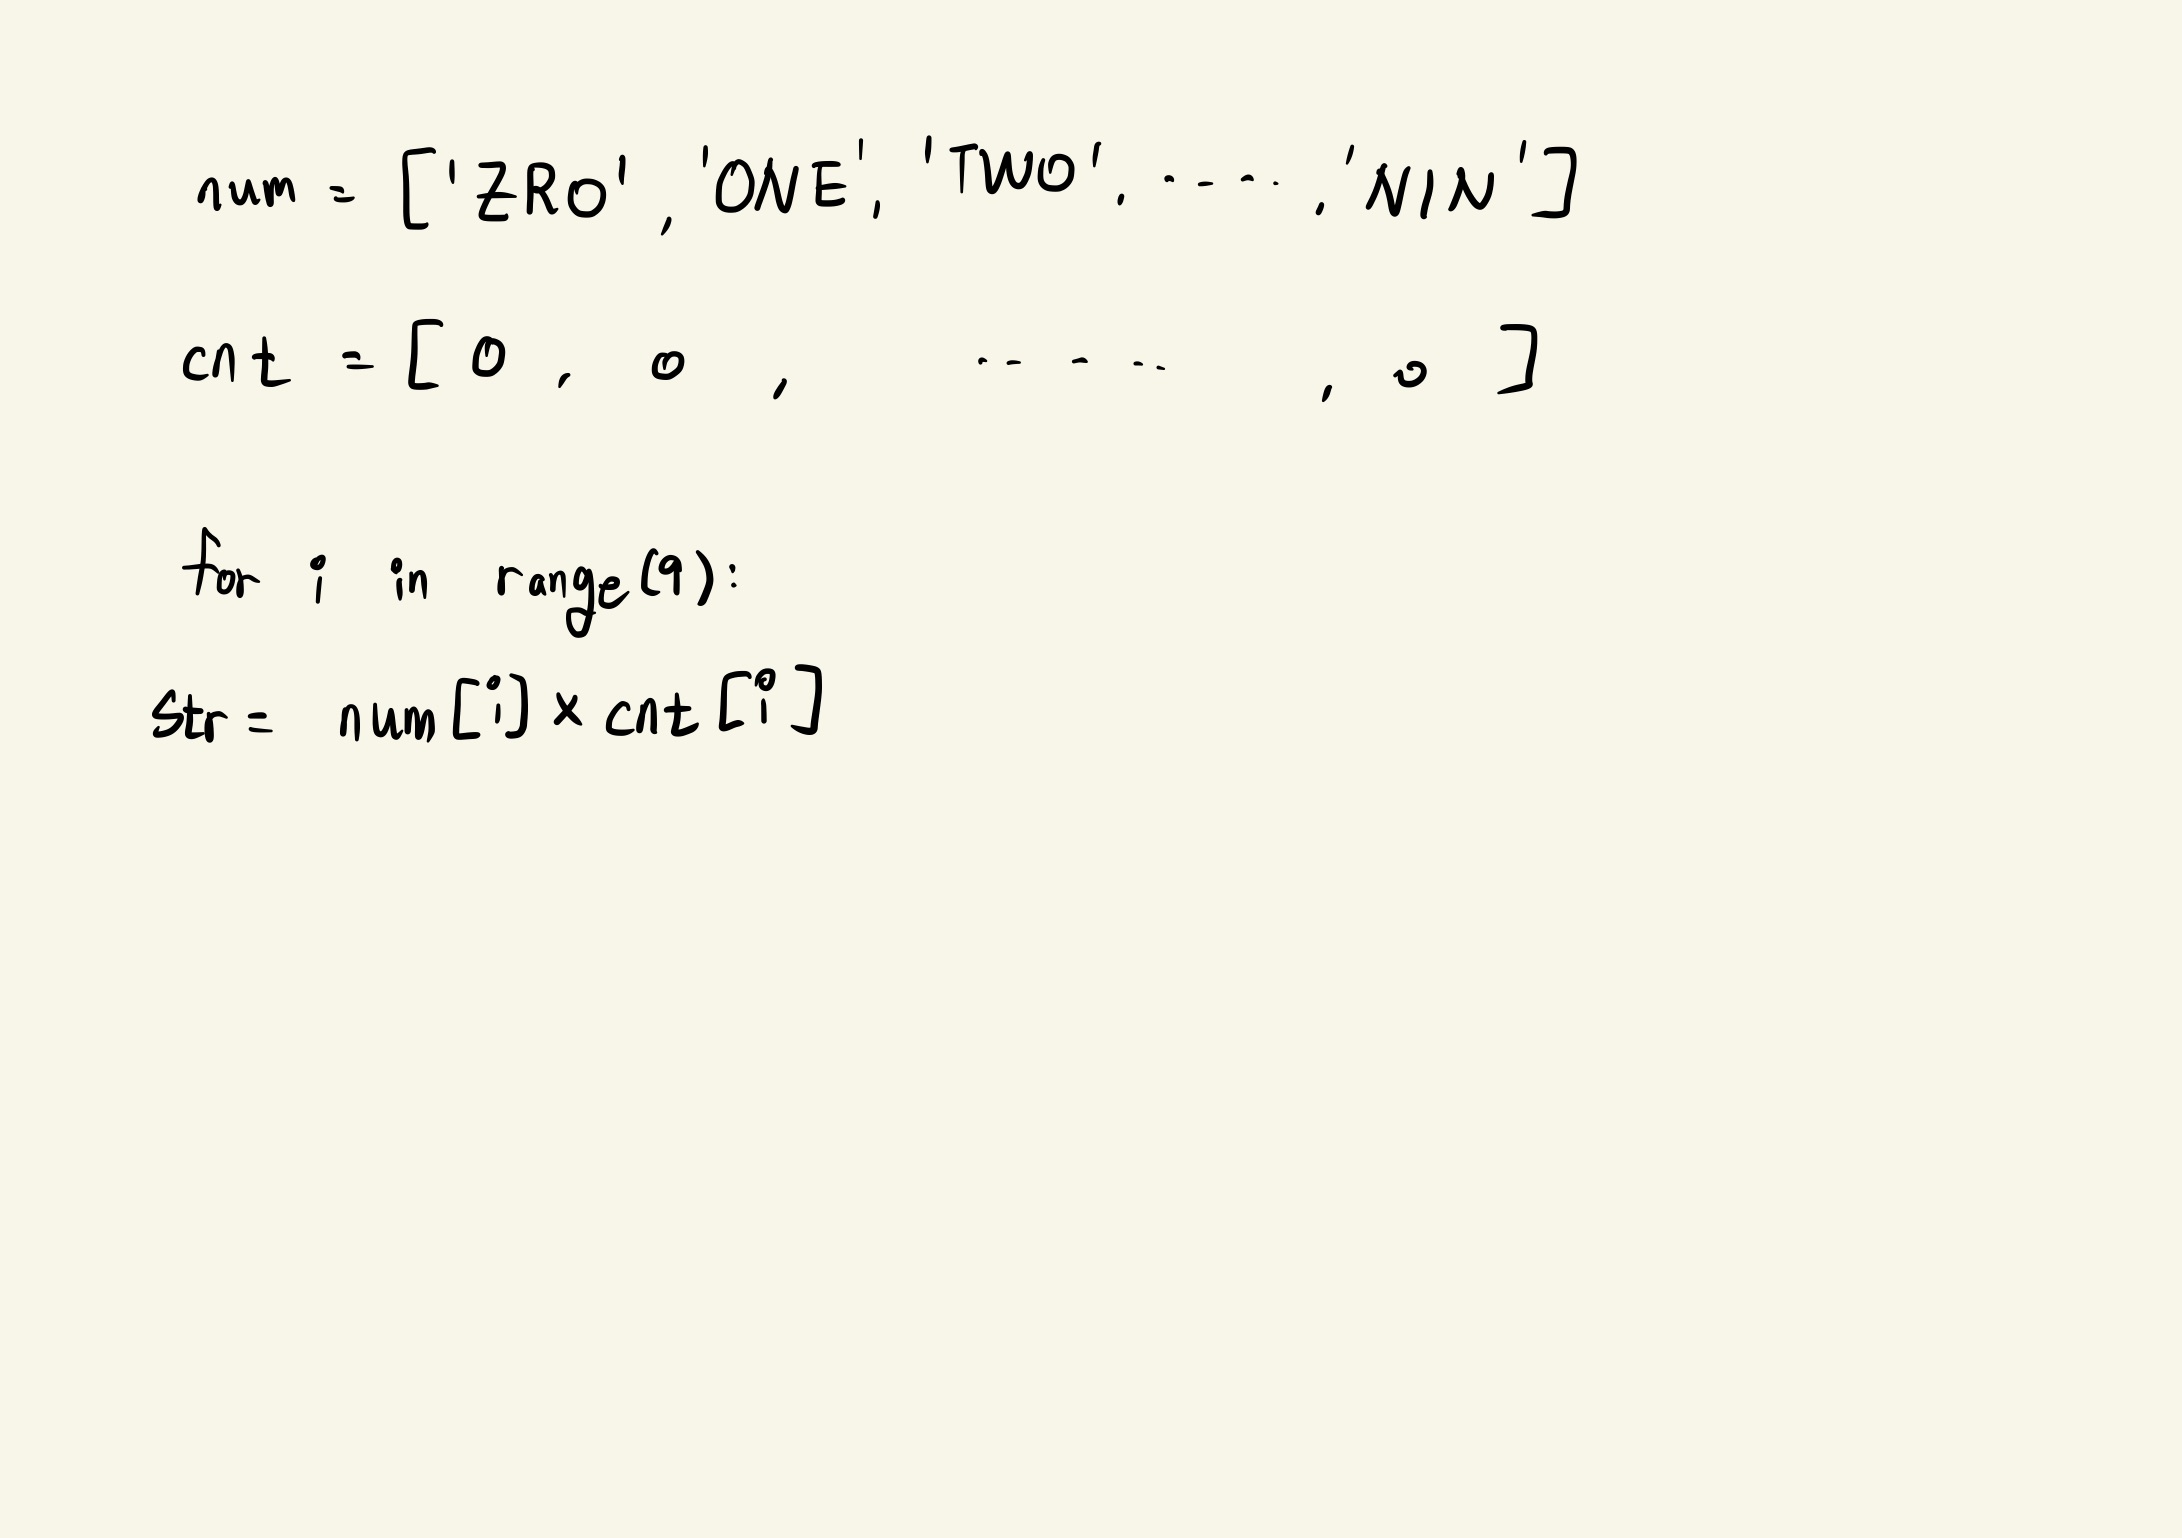 num = ['ZRO', 'ONE', 'TWO', ....., 'NIN']
cnt = [0, 0, ....., 0]
for i in range(9):
str = num[i] × cnt[i]